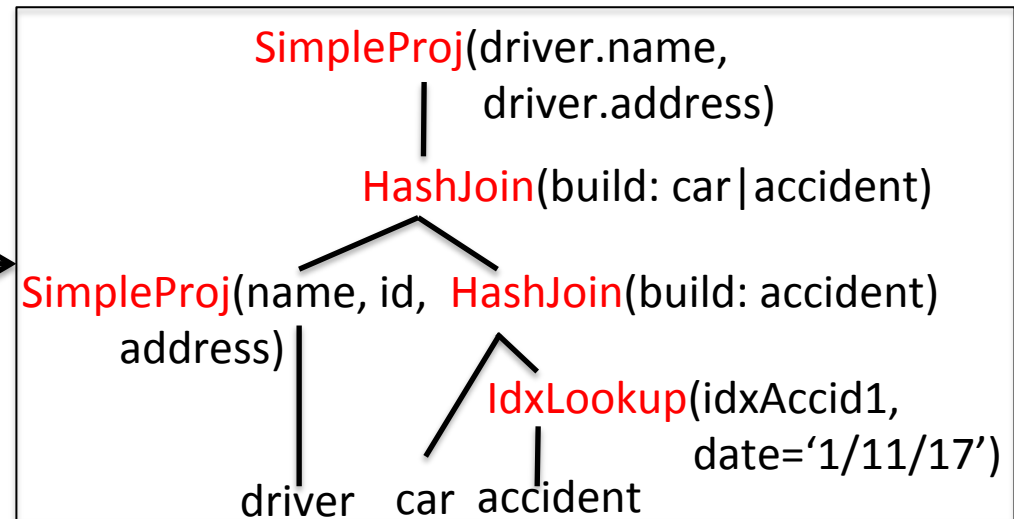 SimpleProj(driver.name,
driver.address)
HashJoin(build: car|accident)
SimpleProj(name, id,
address)
HashJoin(build: accident)
IdxLookup(idxAccid1,
date=‘1/11/17’)
driver car accident